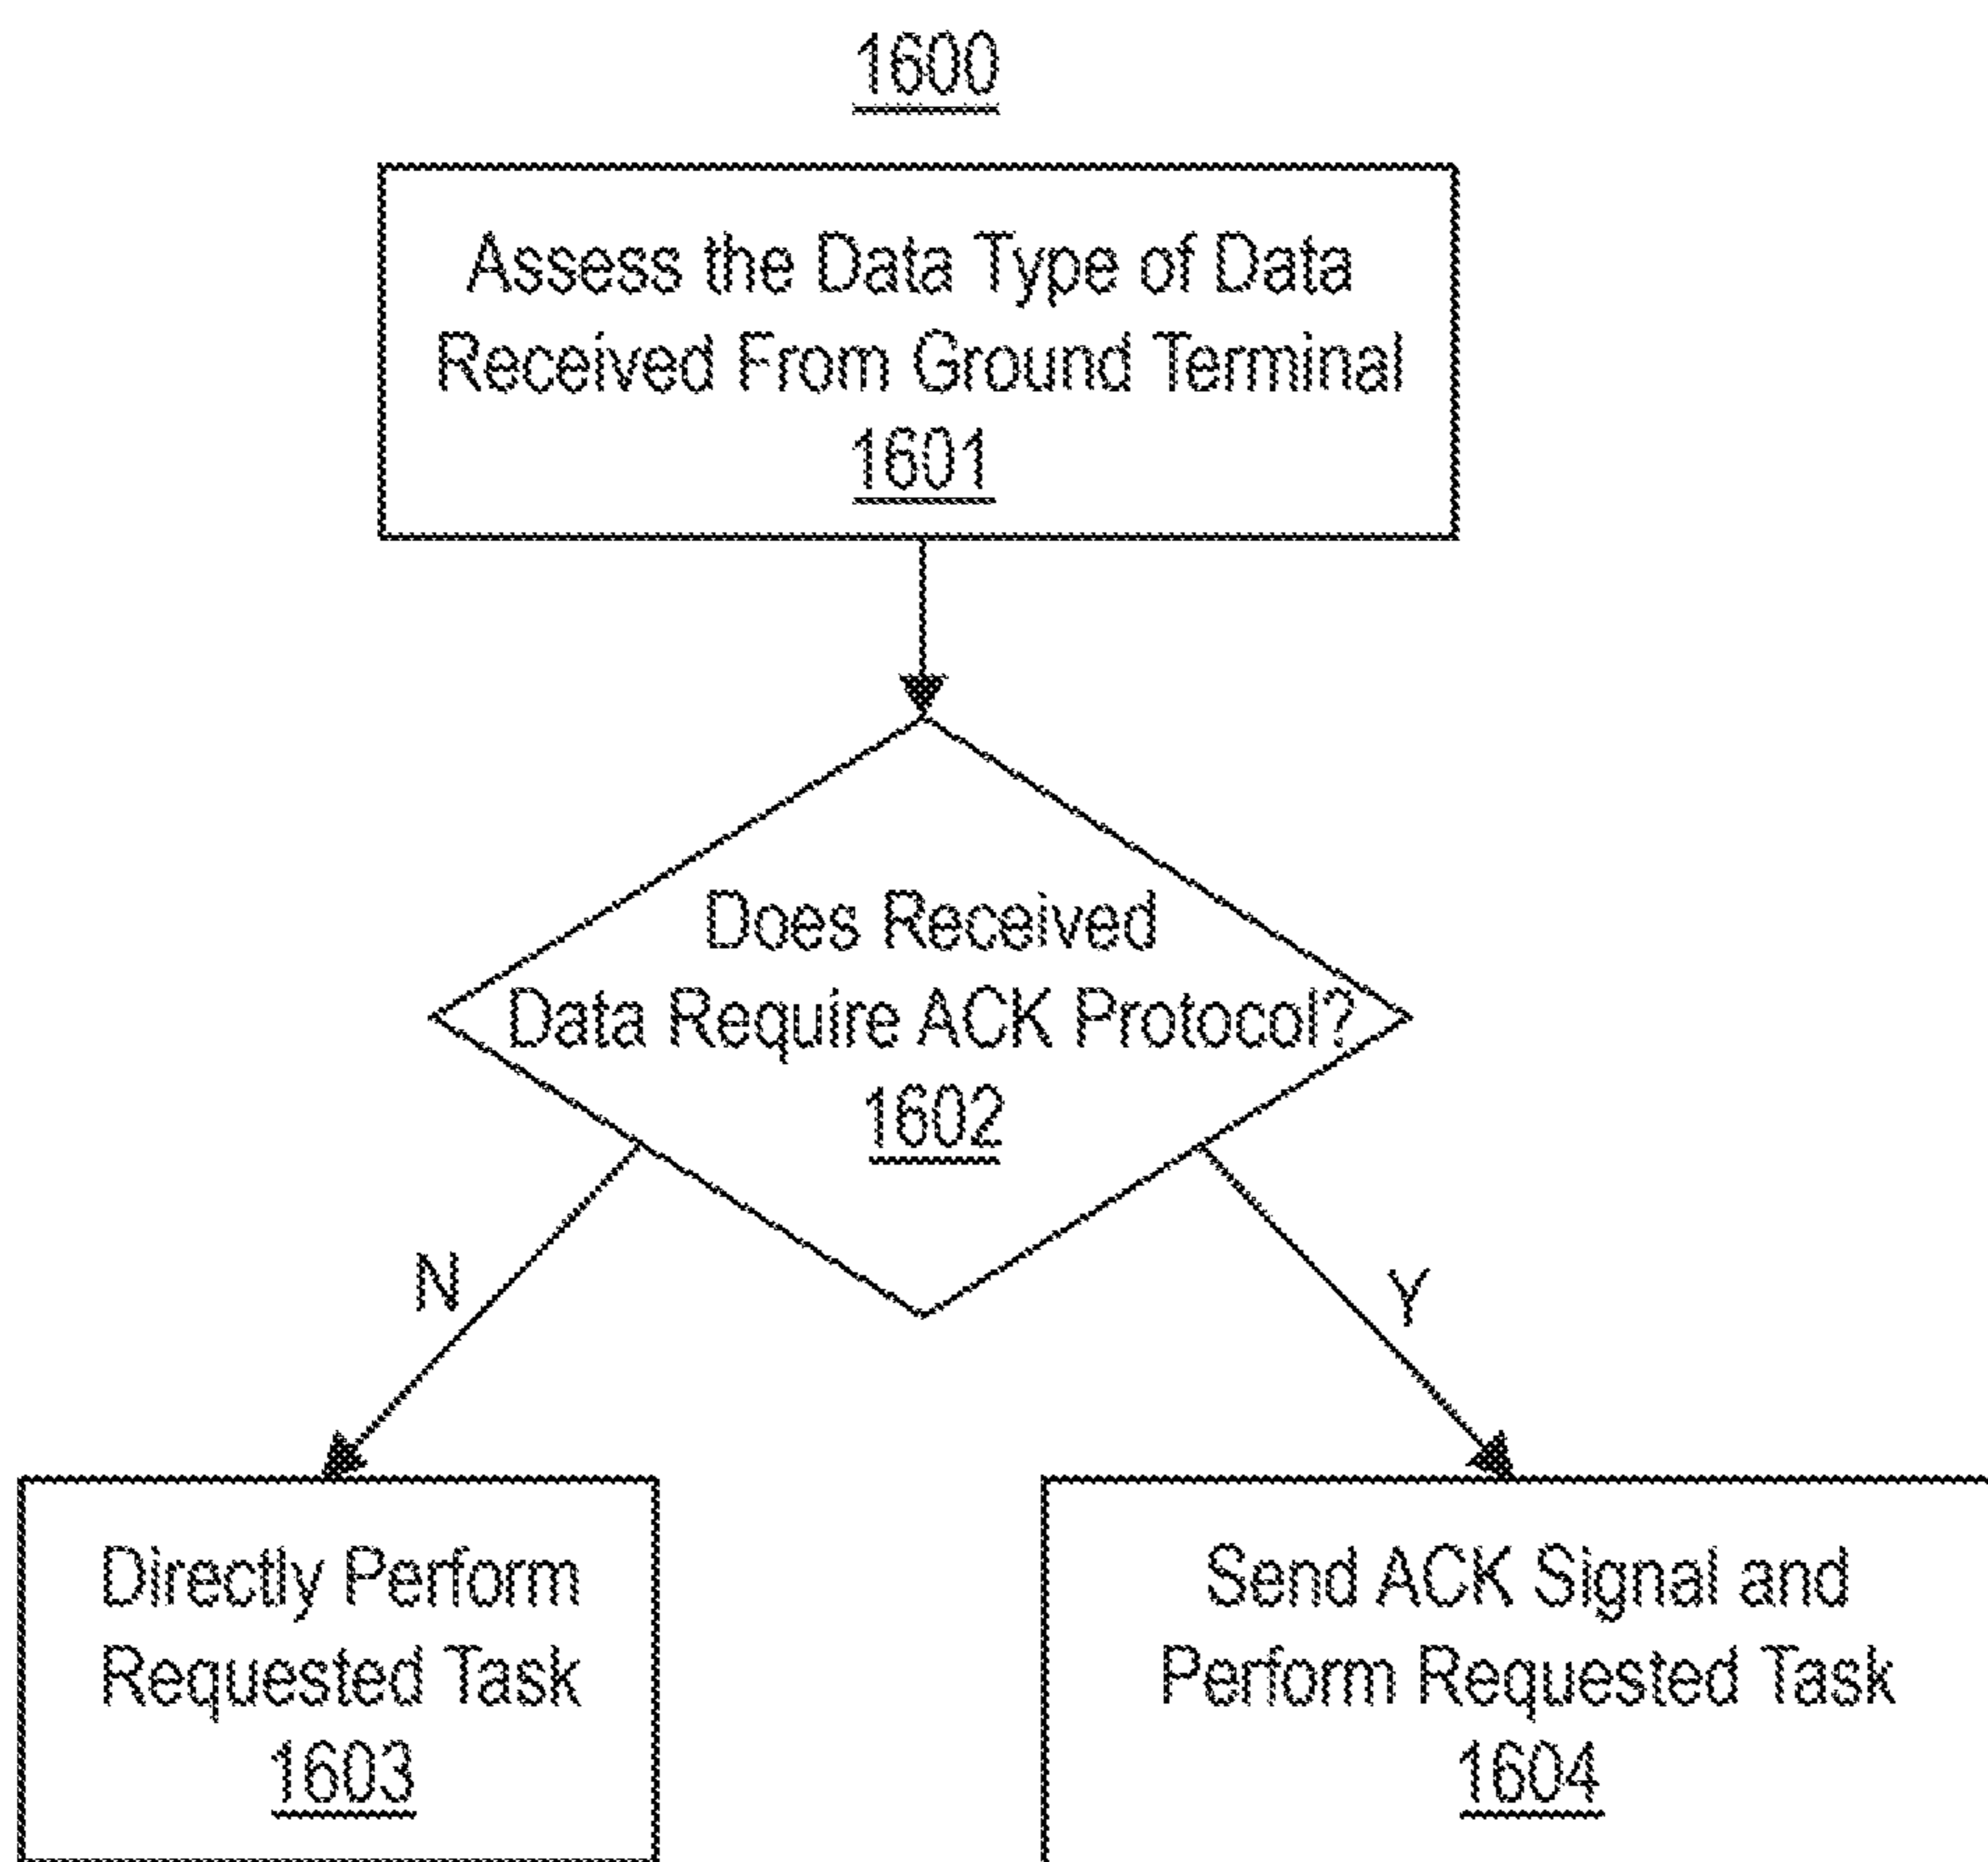 1600
Assess the Data Type of Data
Received From Ground Terminal
1601
Does Received
Data Require ACK Protocol?
1602
N
Y
Directly Perform
Requested Task
1603
Send ACK Signal and
Perform Requested Task
1604